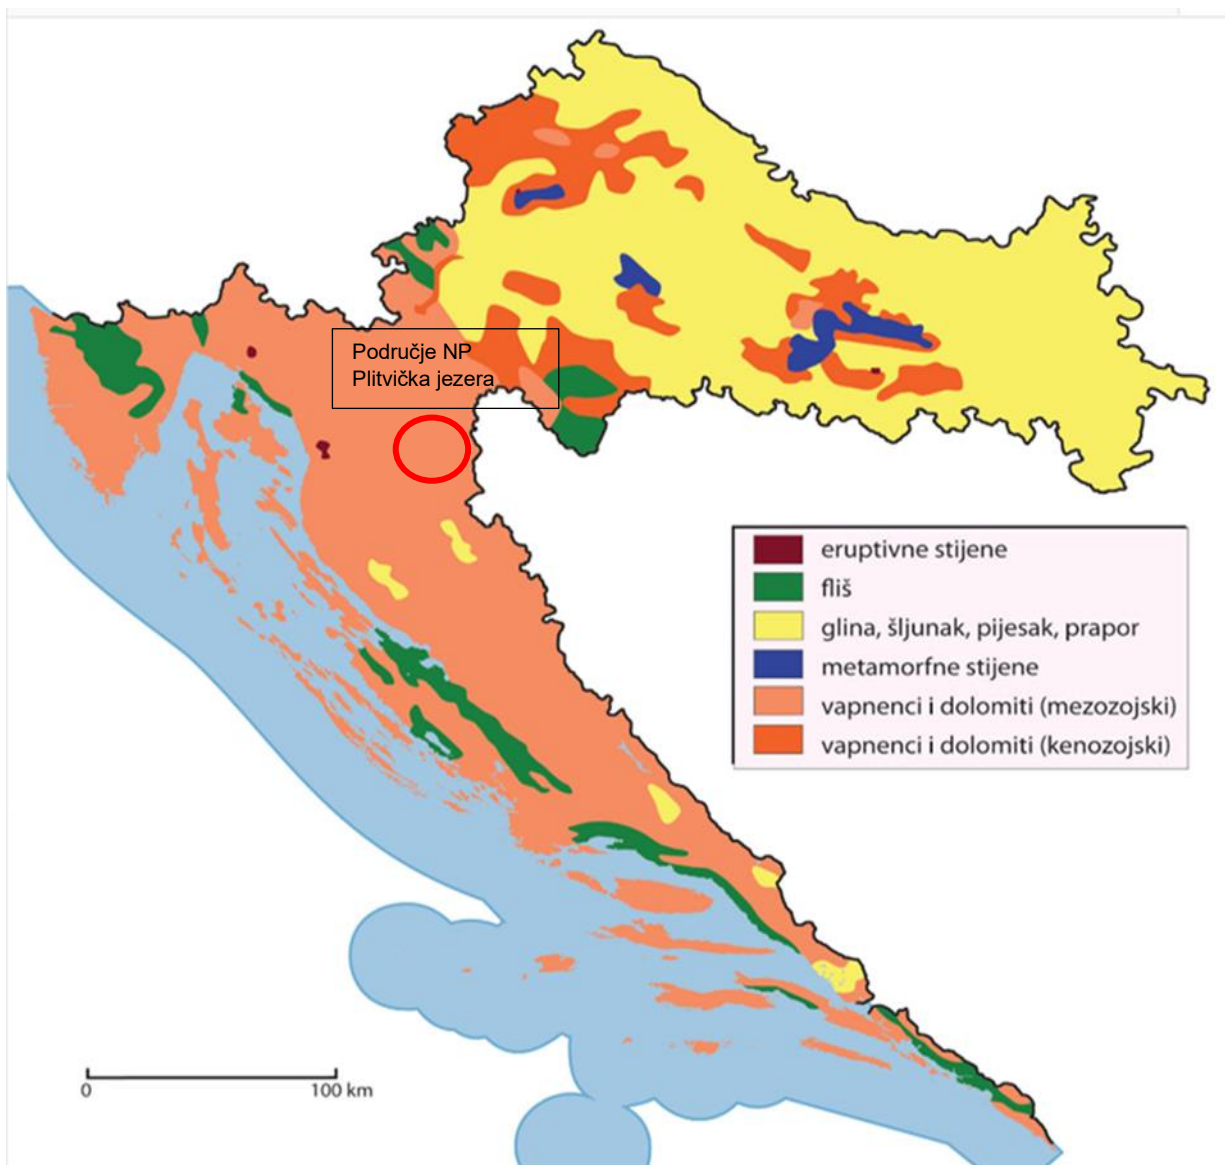 Područje NP
Plitvička jezera
eruptivne stijene
fliš
glina, šljunak, pijesak, prapor
metamorfne stijene
vapnenci i dolomiti (mezozojski)
vapnenci i dolomiti (kenozojski)
0 100 km